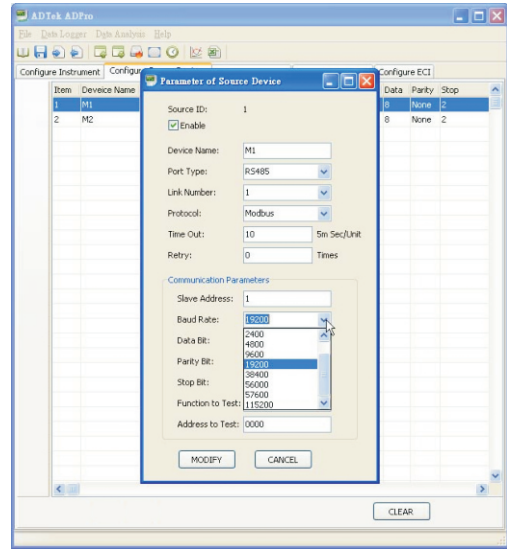 ADTek ADPro
File Data Logger Data Analysis Help
Configure Instrument Configu Configure ECI
Item Deveice Name Data Parity Stop
1 M1 8 None 2
2 M2 8 None 2
Parameter of Source Device
Source ID: 1
Enable
Device Name: M1
Port Type: RS485
Link Number: 1
Protocol: Modbus
Time Out: 10 5m Sec/Unit
Retry: 0 Times
Communication Parameters
Slave Address: 1
Baud Rate: 19200
2400
Data Bit: 4800
9600
19200
Parity Bit: 38400
Stop Bit: 56000
57600
Function to Test: 115200
Address to Test: 0000
MODIFY CANCEL
CLEAR